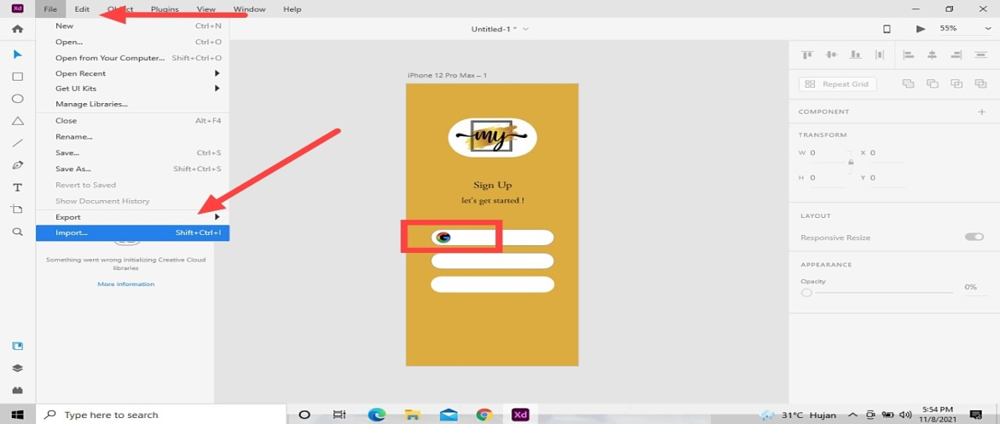 Xd File Edit Object Plugins View Window Help
Untitled-1 *
55%
New Ctrl+N
Open... Ctrl+O
Open from Your Computer... Shift+Ctrl+O
Open Recent
Get UI Kits
Manage Libraries...
Close Alt+F4
Rename...
Save... Ctrl+S
Save As... Shift+Ctrl+S
Revert to Saved
Show Document History
Export
Import... Shift+Ctrl+I
Something went wrong initializing Creative Cloud
libraries
More information
iPhone 12 Pro Max – 1
my
Sign Up
let's get started !
G
Repeat Grid
COMPONENT
TRANSFORM
W 0 X 0
H 0 Y 0
LAYOUT
Responsive Resize
APPEARANCE
Opacity
0%
Type here to search
Xd
31°C Hujan
5:54 PM
11/8/2021